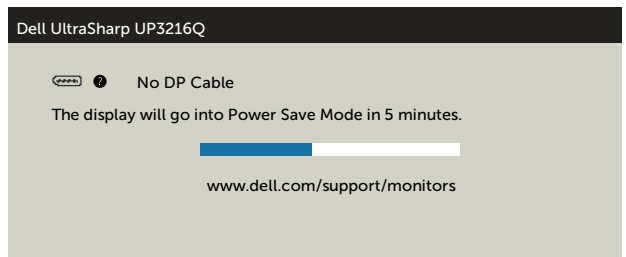 Dell UltraSharp UP3216Q
? No DP Cable
The display will go into Power Save Mode in 5 minutes.
www.dell.com/support/monitors